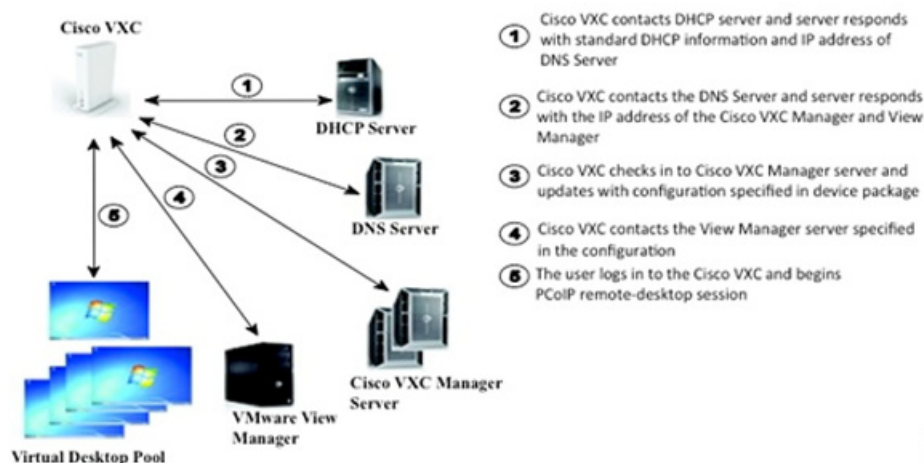 Cisco VXC
1
DHCP Server
2
3
DNS Server
4
5
Cisco VXC Manager
Server
VMware View
Manager
Virtual Desktop Pool
1 Cisco VXC contacts DHCP server and server responds
with standard DHCP information and IP address of
DNS Server
2 Cisco VXC contacts the DNS Server and server responds
with the IP address of the Cisco VXC Manager and View
Manager
3 Cisco VXC checks in to Cisco VXC Manager server and
updates with configuration specified in device package
4 Cisco VXC contacts the View Manager server specified
in the configuration
5 The user logs in to the Cisco VXC and begins
PCoIP remote-desktop session